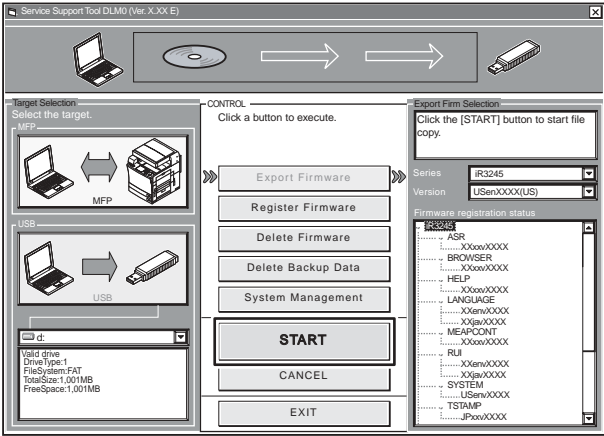 Service Support Tool DLM0 (Ver. X.XX E)
Target Selection
Select the target.
MFP
MFP
USB
USB
d:
Valid drive
DriveType:1
FileSystem:FAT
TotalSize:1,001MB
FreeSpace:1,001MB
CONTROL
Click a button to execute.
Export Firmware
Register Firmware
Delete Firmware
Delete Backup Data
System Management
START
CANCEL
EXIT
Export Firm Selection
Click the [START] button to start file
copy.
Series iR3245
Version USenXXXX(US)
Firmware registration status
iR3245
ASR
XXxxvXXXX
BROWSER
XXxxvXXXX
HELP
XXxxvXXXX
LANGUAGE
XXenvXXXX
XXjavXXXX
MEAPCONT
XXxxvXXXX
RUI
XXenvXXXX
XXjavXXXX
SYSTEM
USenvXXXX
TSTAMP
JPxxvXXXX